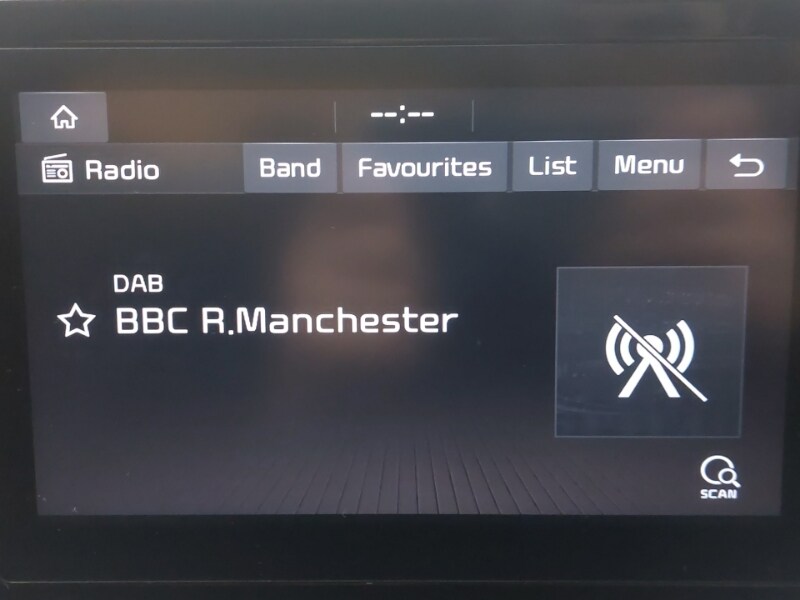 --:--
Radio Band Favourites List Menu
DAB
BBC R.Manchester
SCAN